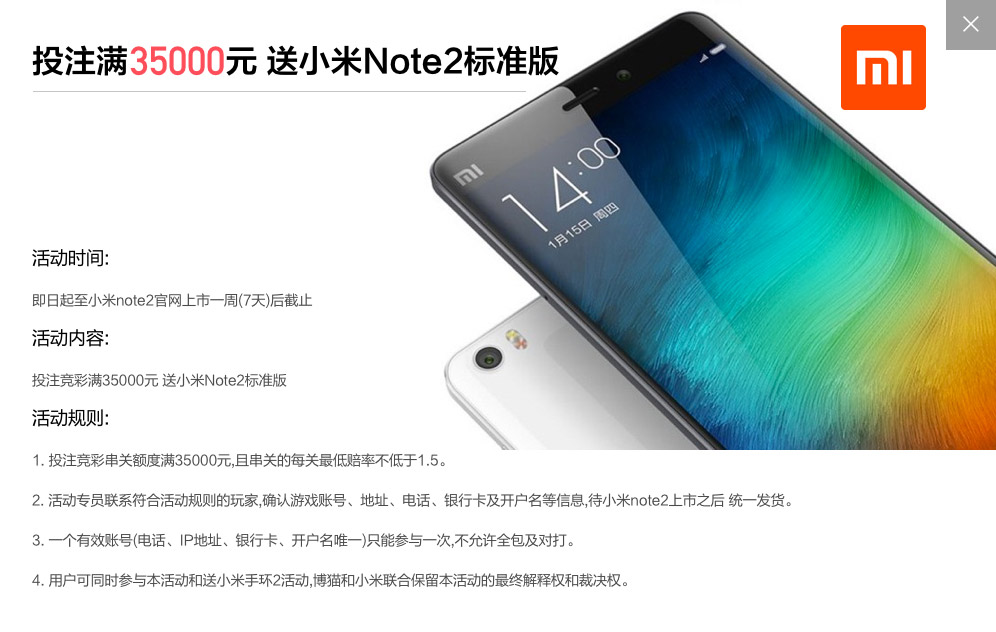 投注满35000元 送小米Note2标准版
mi
mi
14:00
1月15日 周四
活动时间:
即日起至小米note2官网上市一周(7天)后截止
活动内容:
投注竞彩满35000元 送小米Note2标准版
活动规则:
1. 投注竞彩串关额度满35000元,且串关的每关最低赔率不低于1.5。
2. 活动专员联系符合活动规则的玩家,确认游戏账号、地址、电话、银行卡及开户名等信息,待小米note2上市之后 统一发货。
3. 一个有效账号(电话、IP地址、银行卡、开户名唯一)只能参与一次,不允许全包及对打。
4. 用户可同时参与本活动和送小米手环2活动,博猫和小米联合保留本活动的最终解释权和裁决权。